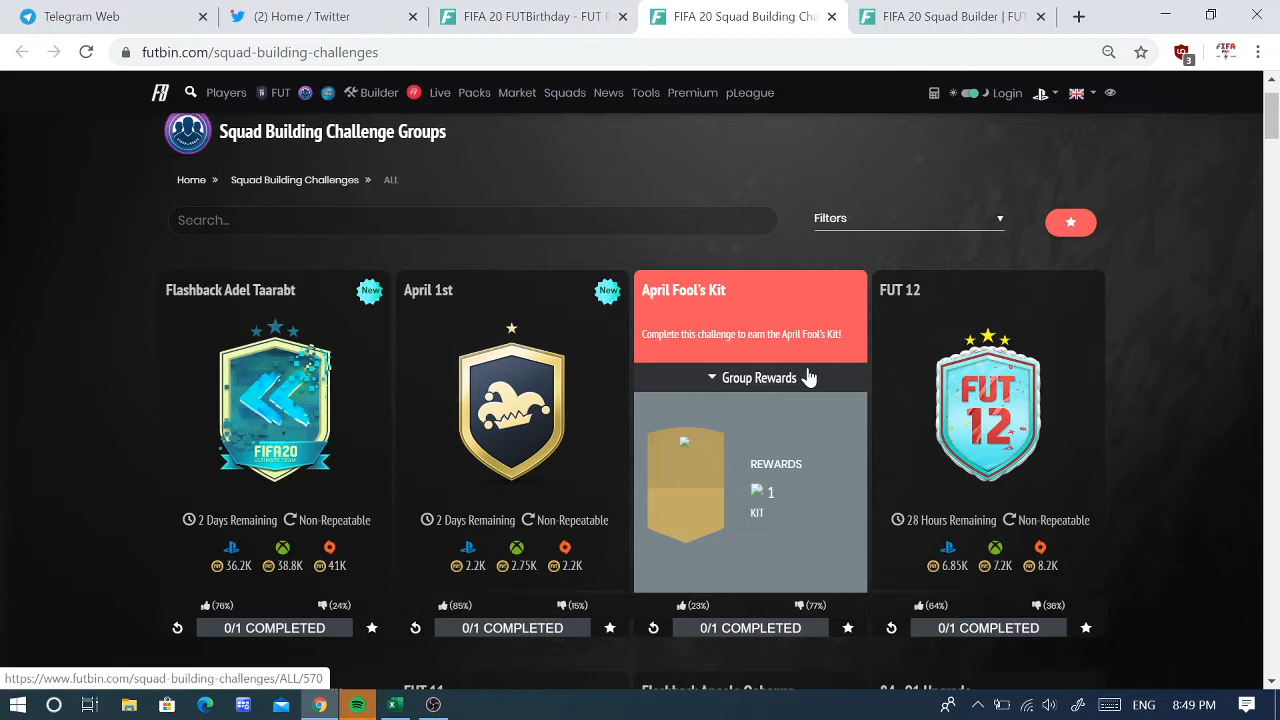 Telegram Web
(2) Home / Twitter
FIFA 20 FUTBirthday - FUT B
FIFA 20 Squad Building Cha
FIFA 20 Squad Builder | FUT
futbin.com/squad-building-challenges
3
FIFA
Players
FUT
Builder
Live
Packs
Market
Squads
News
Tools
Premium
pLeague
Login
Squad Building Challenge Groups
Home » Squad Building Challenges » ALL
Search...
Filters
Flashback Adel Taarabt
New
FIFA20
ULTIMATE TEAM
2 Days Remaining
Non-Repeatable
36.2K
38.8K
41K
(76%)
(24%)
0/1 COMPLETED
April 1st
New
2 Days Remaining
Non-Repeatable
2.2K
2.75K
2.2K
(85%)
(15%)
0/1 COMPLETED
April Fool's Kit
Complete this challenge to earn the April Fool's Kit!
Group Rewards
REWARDS
1
KIT
(23%)
(77%)
0/1 COMPLETED
FUT 12
FUT
12
28 Hours Remaining
Non-Repeatable
6.85K
7.2K
8.2K
(64%)
(36%)
0/1 COMPLETED
https://www.futbin.com/squad-building-challenges/ALL/570
FUT 11
ENG
8:49 PM